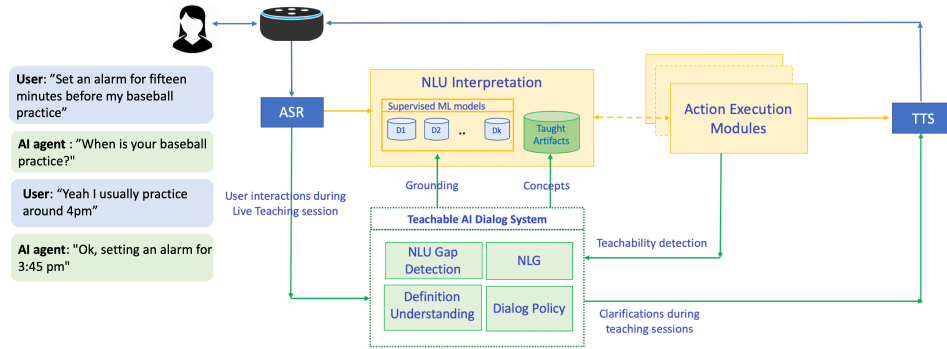 User: ”Set an alarm for fifteen
minutes before my baseball
practice”
AI agent : ”When is your baseball
practice?"
User: “Yeah I usually practice
around 4pm”
AI agent: "Ok, setting an alarm for
3:45 pm"
ASR
User interactions during
Live Teaching session
NLU Interpretation
Supervised ML models
D1
D2
..
Dk
Taught
Artifacts
Grounding
Concepts
Teachable AI Dialog System
NLU Gap
Detection
NLG
Definition
Understanding
Dialog Policy
Action Execution
Modules
Teachability detection
Clarifications during
teaching sessions
TTS